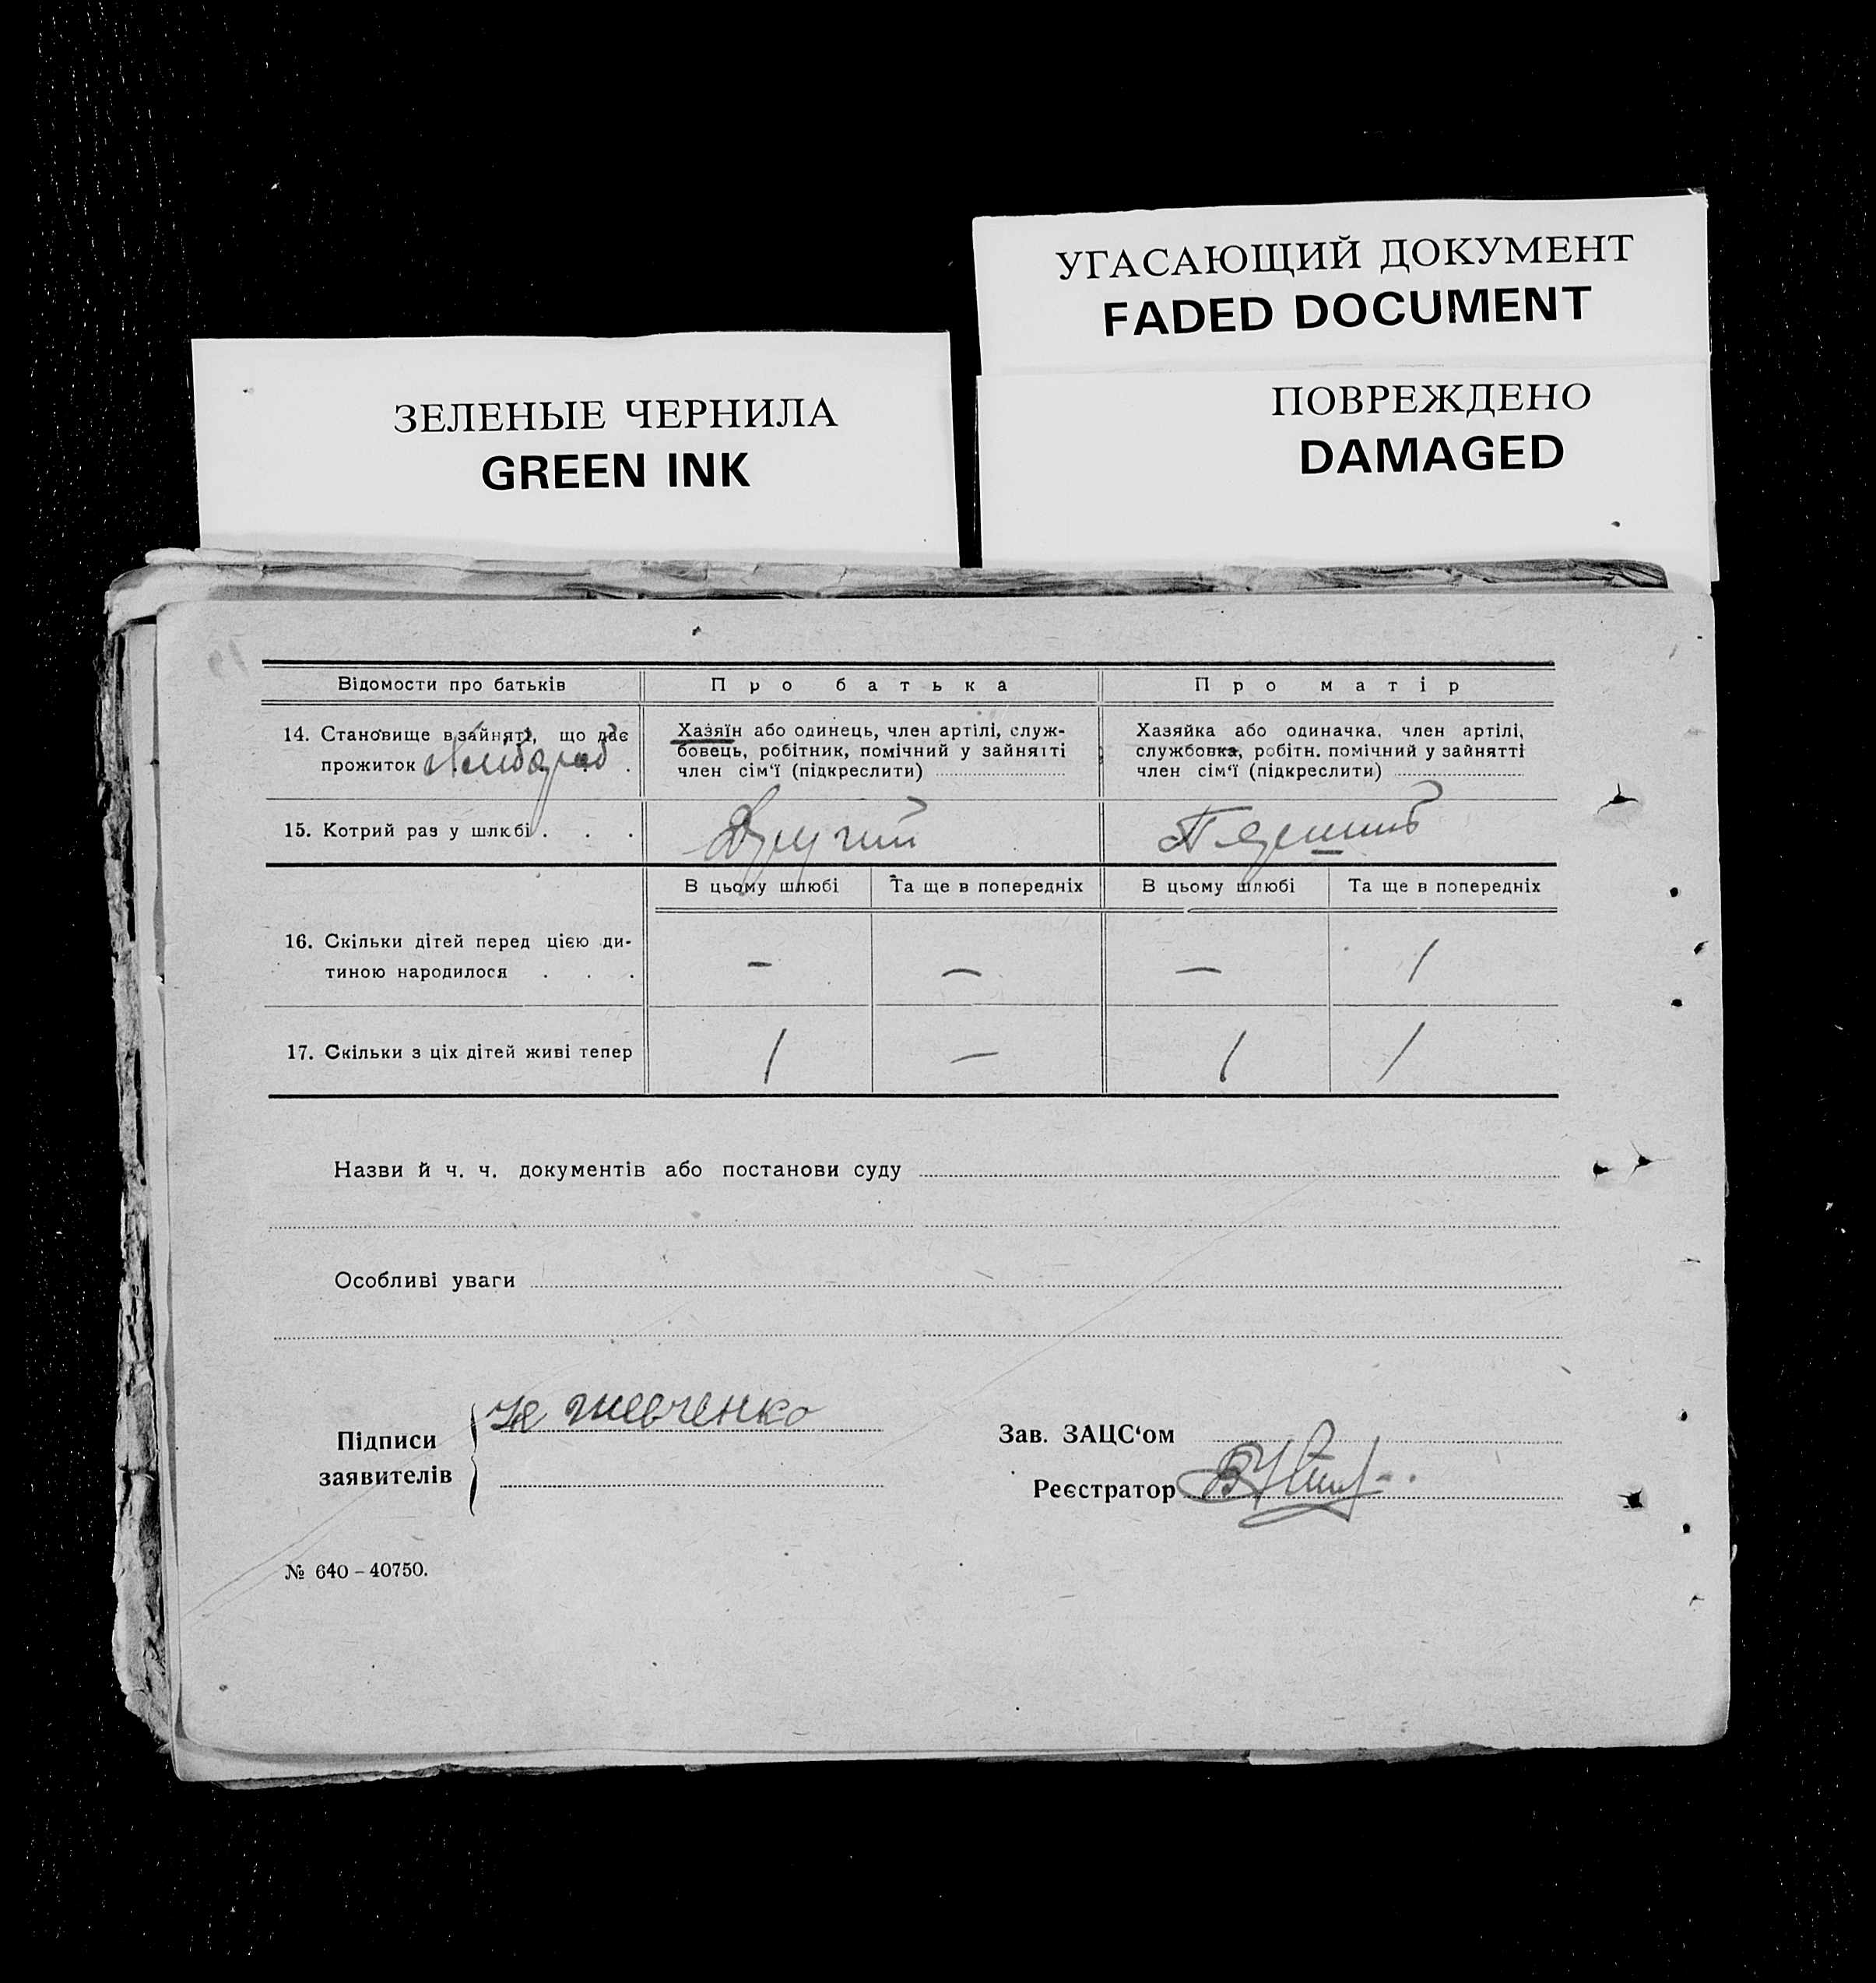 УГАСАЮЩИЙ ДОКУМЕНТ
FADED DOCUMENT
ПОВРЕЖДЕНО
DAMAGED
ЗЕЛЕНЫЕ ЧЕРНИЛА
GREEN INK
Відомости про батьків
Про батька
Про матір
14. Становище в зайнятi, що дає
прожиток
Хазяїн або одинець, член артілі, служ-
бовець, робітник, помічний у зайнятті
член сім'ї (підкреслити)
Хазяйка або одиначка, член артілі,
службовка, робітн. помічний у зайнятті
член сім'ї (підкреслити)
15. Котрий раз у шлюбі . . .
Другий
В цьому шлюбі
Та ще в попередніх
В цьому шлюбі
Та ще в попередніх
16. Скільки дітей перед цією ди-
тиною народилося . . .
- - - 1
17. Скільки з ціх дітей живі тепер
1 - 1 1
Назви й ч. ч. документів або постанови суду
Особливі уваги
Підписи
заявителів
Шевченко
Зав. ЗАЦС'ом
Реєстратор
№ 640 – 40750.